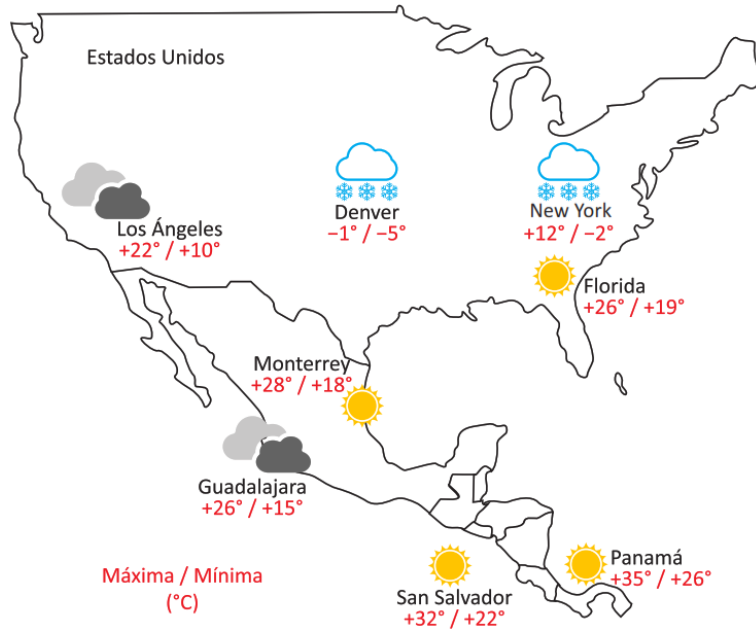 Estados Unidos
Los Ángeles
+22° / +10°
Denver
−1° / −5°
New York
+12° / −2°
Florida
+26° / +19°
Monterrey
+28° / +18°
Guadalajara
+26° / +15°
Panamá
+35° / +26°
San Salvador
+32° / +22°
Máxima / Mínima
(°C)